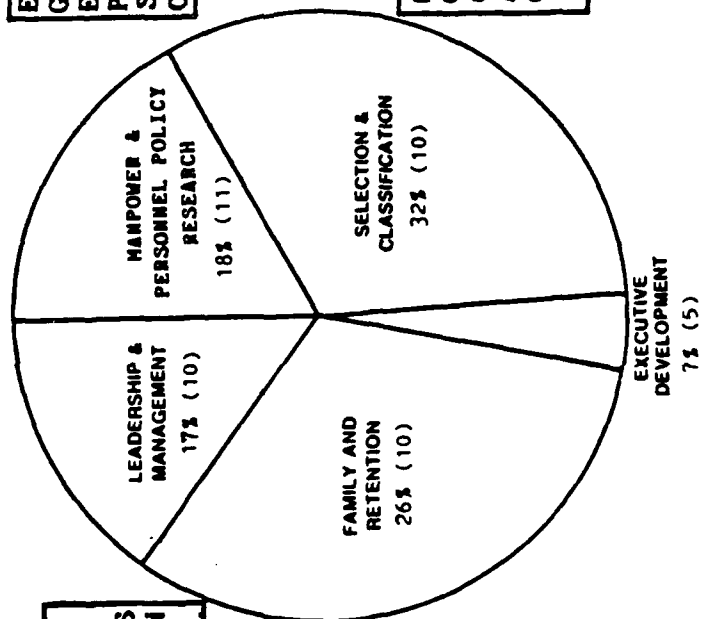 LEADERSHIP &
MANAGEMENT
17% (10)
MANPOWER &
PERSONNEL POLICY
RESEARCH
18% (11)
FAMILY AND
RETENTION
26% (10)
SELECTION &
CLASSIFICATION
32% (10)
EXECUTIVE
DEVELOPMENT
7% (5)